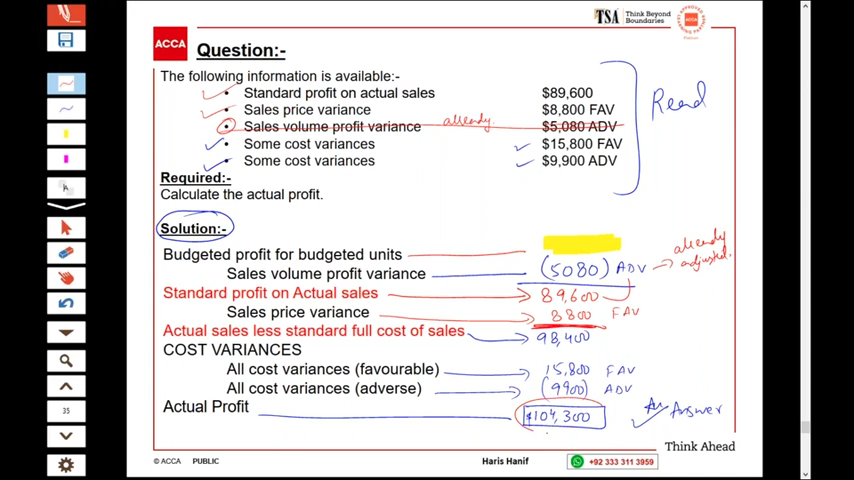 TSA Think Beyond
Boundaries
ACCA
Question:-
The following information is available:-
• Standard profit on actual sales $89,600
• Sales price variance $8,800 FAV
already.
• Sales volume profit variance $5,080 ADV
• Some cost variances $15,800 FAV
• Some cost variances $9,900 ADV
Read
Required:-
Calculate the actual profit.
Solution:-
Budgeted profit for budgeted units
Sales volume profit variance (5080) ADV already
adjusted.
Standard profit on Actual sales 89,600
Sales price variance 8800 FAV
Actual sales less standard full cost of sales 98,400
COST VARIANCES
All cost variances (favourable) 15,800 FAV
All cost variances (adverse) (9900) ADV
Actual Profit $104,300 Answer
Think Ahead
© ACCA PUBLIC Haris Hanif +92 333 311 3959
A
35